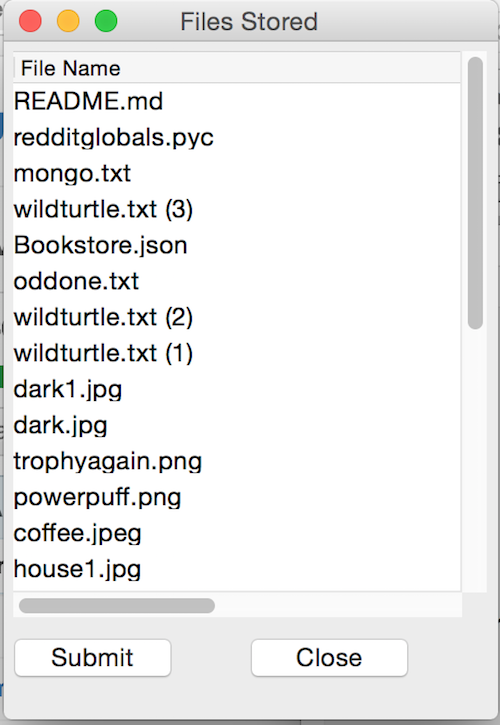 Files Stored
File Name
README.md
redditglobals.pyc
mongo.txt
wildturtle.txt (3)
Bookstore.json
oddone.txt
wildturtle.txt (2)
wildturtle.txt (1)
dark1.jpg
dark.jpg
trophyagain.png
powerpuff.png
coffee.jpeg
house1.jpg
Submit Close